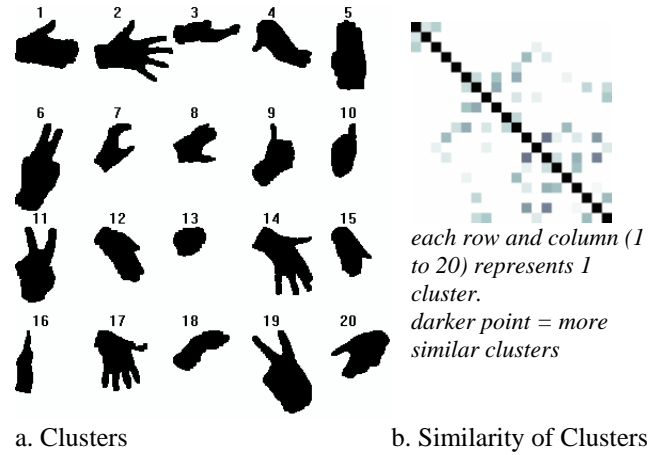 1 2 3 4 5
6 7 8 9 10
11 12 13 14 15
16 17 18 19 20
each row and column (1
to 20) represents 1
cluster.
darker point = more
similar clusters
a. Clusters
b. Similarity of Clusters